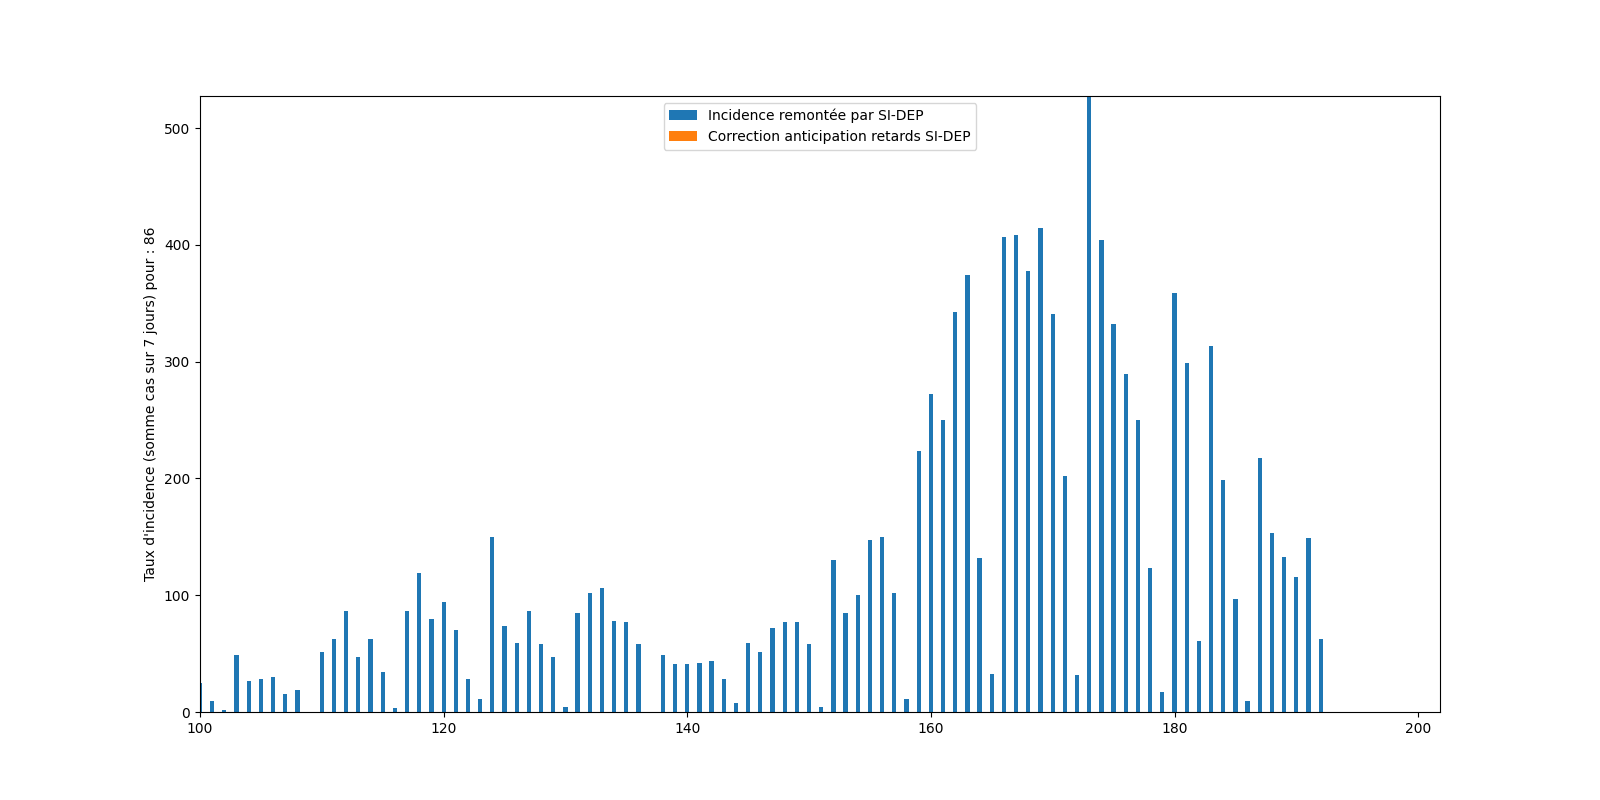 Incidence remontée par SI-DEP
Correction anticipation retards SI-DEP
Taux d'incidence (somme cas sur 7 jours) pour : 86
500
400
300
200
100
0
100 120 140 160 180 200